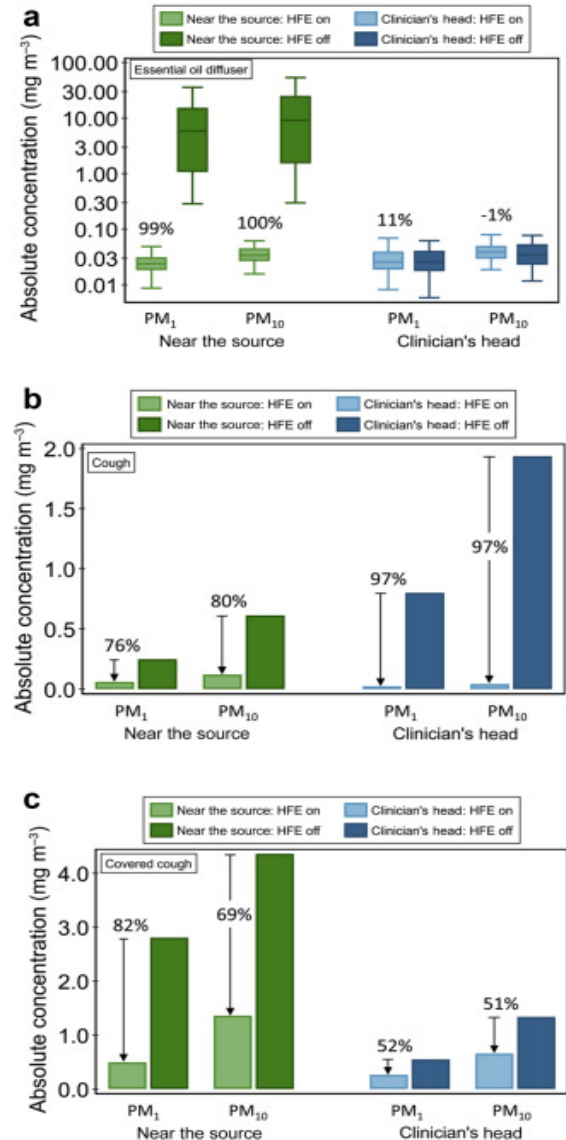 a
Near the source: HFE on Clinician's head: HFE on
Near the source: HFE off Clinician's head: HFE off
Absolute concentration (mg m⁻³)
100.00
30.00
10.00
3.00
1.00
0.30
0.10
0.03
0.01
Essential oil diffuser
99% 100% 11% -1%
PM₁ PM₁₀ PM₁ PM₁₀
Near the source Clinician's head
b
Near the source: HFE on Clinician's head: HFE on
Near the source: HFE off Clinician's head: HFE off
Absolute concentration (mg m⁻³)
2.0
1.5
1.0
0.5
0.0
Cough
76% 80% 97% 97%
PM₁ PM₁₀ PM₁ PM₁₀
Near the source Clinician's head
c
Near the source: HFE on Clinician's head: HFE on
Near the source: HFE off Clinician's head: HFE off
Absolute concentration (mg m⁻³)
4.0
3.0
2.0
1.0
0.0
Covered cough
82% 69% 52% 51%
PM₁ PM₁₀ PM₁ PM₁₀
Near the source Clinician's head